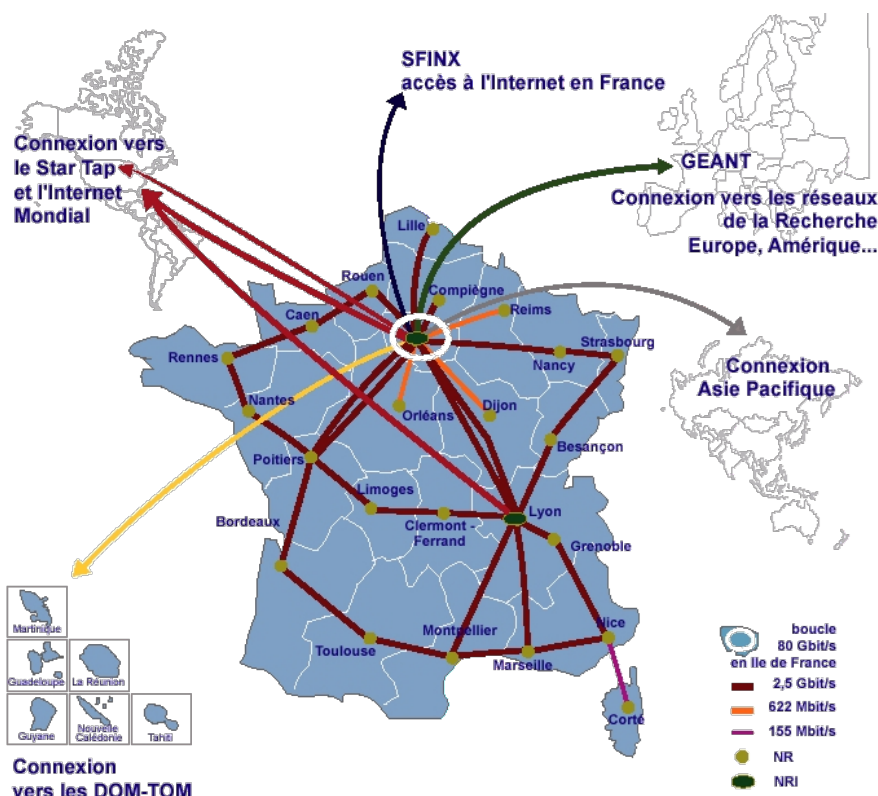 SFINX
accès à l'Internet en France
Connexion vers
le Star Tap
et l'Internet
Mondial
GEANT
Connexion vers les réseaux
de la Recherche
Europe, Amérique...
Lille
Rouen
Compiègne
Caen
Reims
Strasbourg
Rennes
Nancy
Connexion
Asie Pacifique
Nantes
Orléans
Dijon
Besançon
Poitiers
Limoges
Bordeaux
Clermont -
Ferrand
Lyon
Grenoble
Toulouse
Montpellier
Marseille
Nice
Corté
Martinique
Guadeloupe
La Réunion
Guyane
Nouvelle
Calédonie
Tahiti
Connexion
vers les DOM-TOM
boucle
80 Gbit/s
en Ile de France
2,5 Gbit/s
622 Mbit/s
155 Mbit/s
NR
NRI